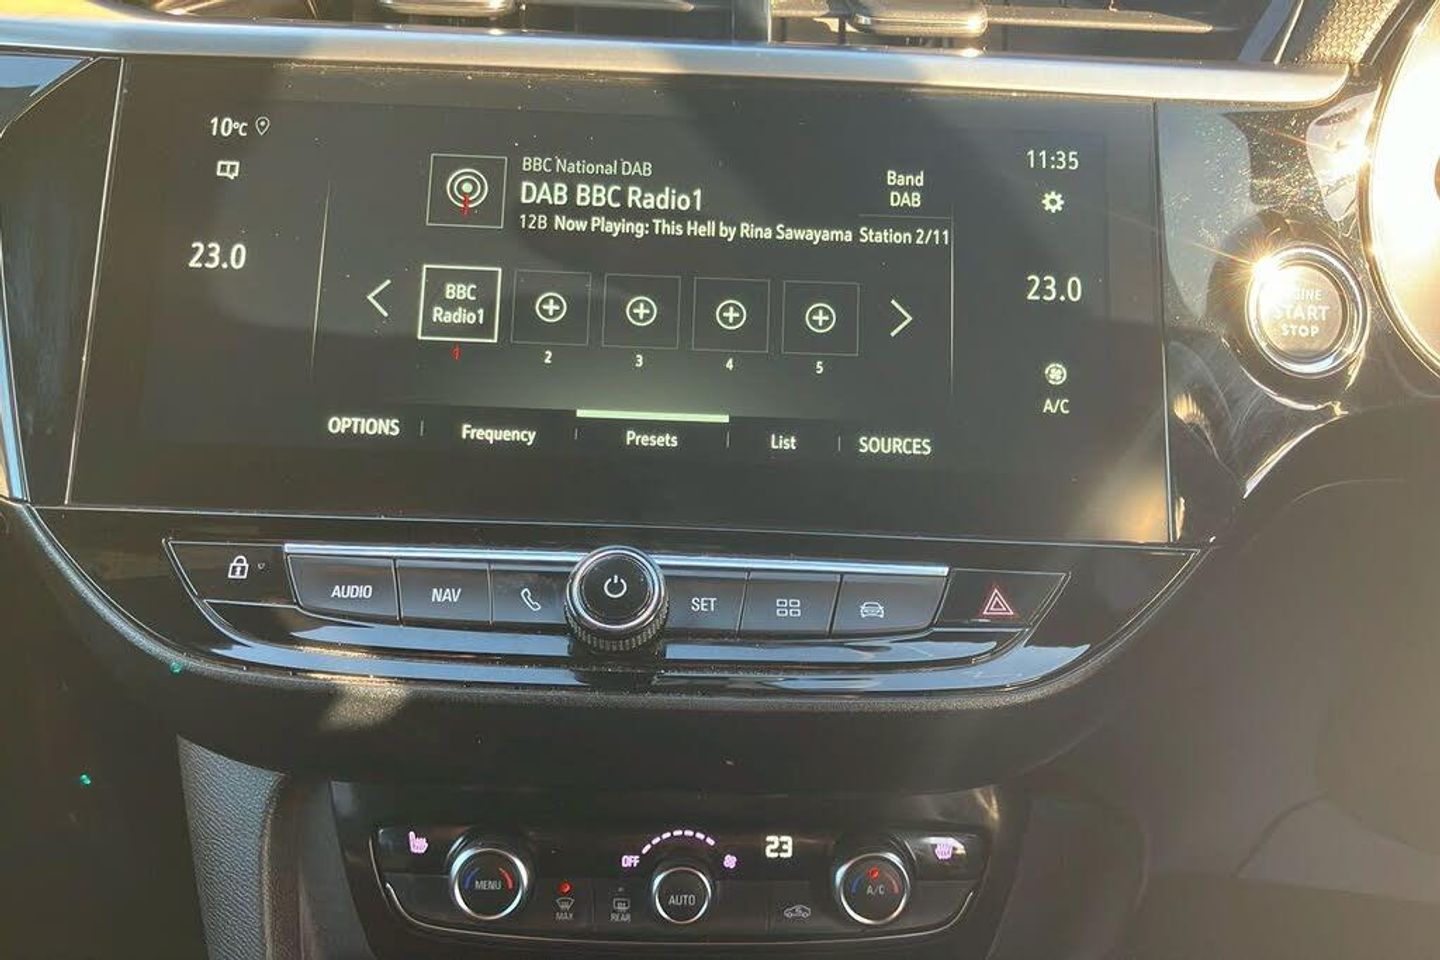 10°C
11:35
BBC National DAB
DAB BBC Radio1
12B Now Playing: This Hell by Rina Sawayama
Band
DAB
Station 2/11
23.0
23.0
BBC
Radio1
1
2
3
4
5
A/C
OPTIONS
Frequency
Presets
List
SOURCES
START
STOP
AUDIO
NAV
SET
OFF
23
MENU
MAX
REAR
AUTO
A/C